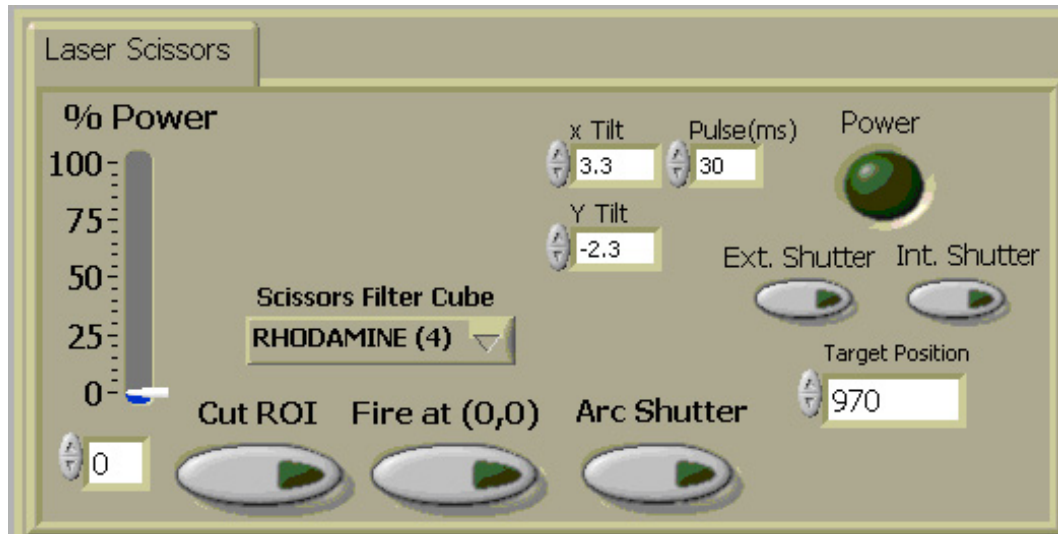 Laser Scissors
% Power
100
75
50
25
0
0
x Tilt
3.3
Pulse(ms)
30
Y Tilt
-2.3
Power
Ext. Shutter
Int. Shutter
Scissors Filter Cube
RHODAMINE (4)
Target Position
970
Cut ROI
Fire at (0,0)
Arc Shutter